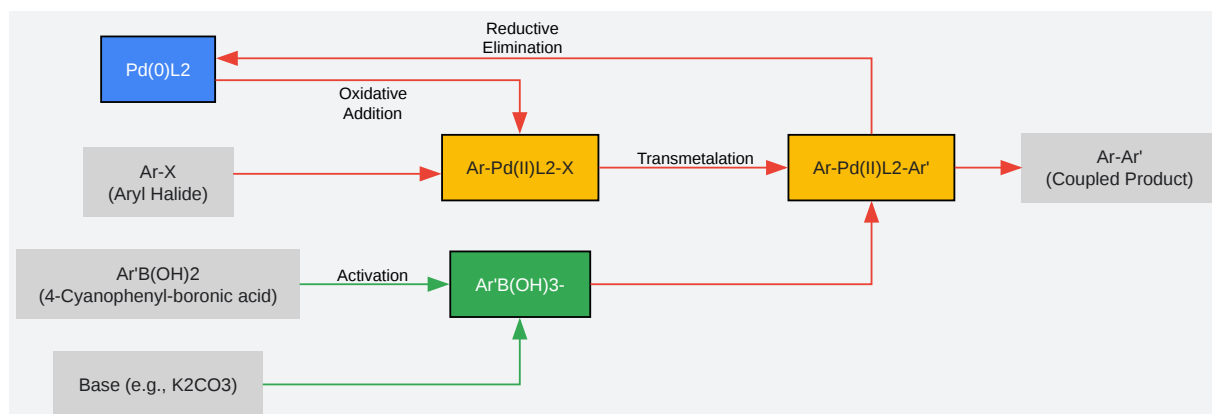 Reductive
Elimination
Pd(0)L2
Oxidative
Addition
Ar-X
(Aryl Halide)
Ar-Pd(II)L2-X
Transmetalation
Ar-Pd(II)L2-Ar'
Ar-Ar'
(Coupled Product)
Ar'B(OH)2
(4-Cyanophenyl-boronic acid)
Activation
Ar'B(OH)3-
Base (e.g., K2CO3)